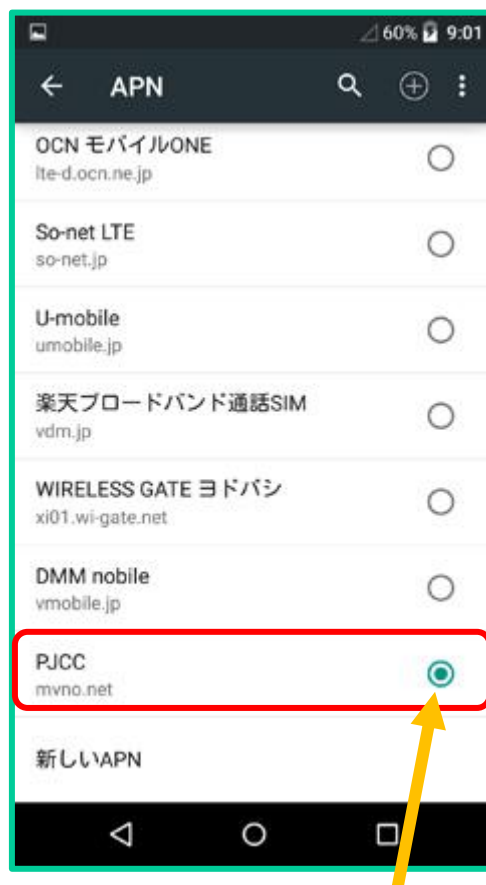 60% 9:01
APN
OCN モバイルONE
lte-d.ocn.ne.jp
So-net LTE
so-net.jp
U-mobile
umobile.jp
楽天ブロードバンド通話SIM
vdm.jp
WIRELESS GATE ヨドバシ
xi01.wi-gate.net
DMM nobile
vmobile.jp
PJCC
mvno.net
新しいAPN